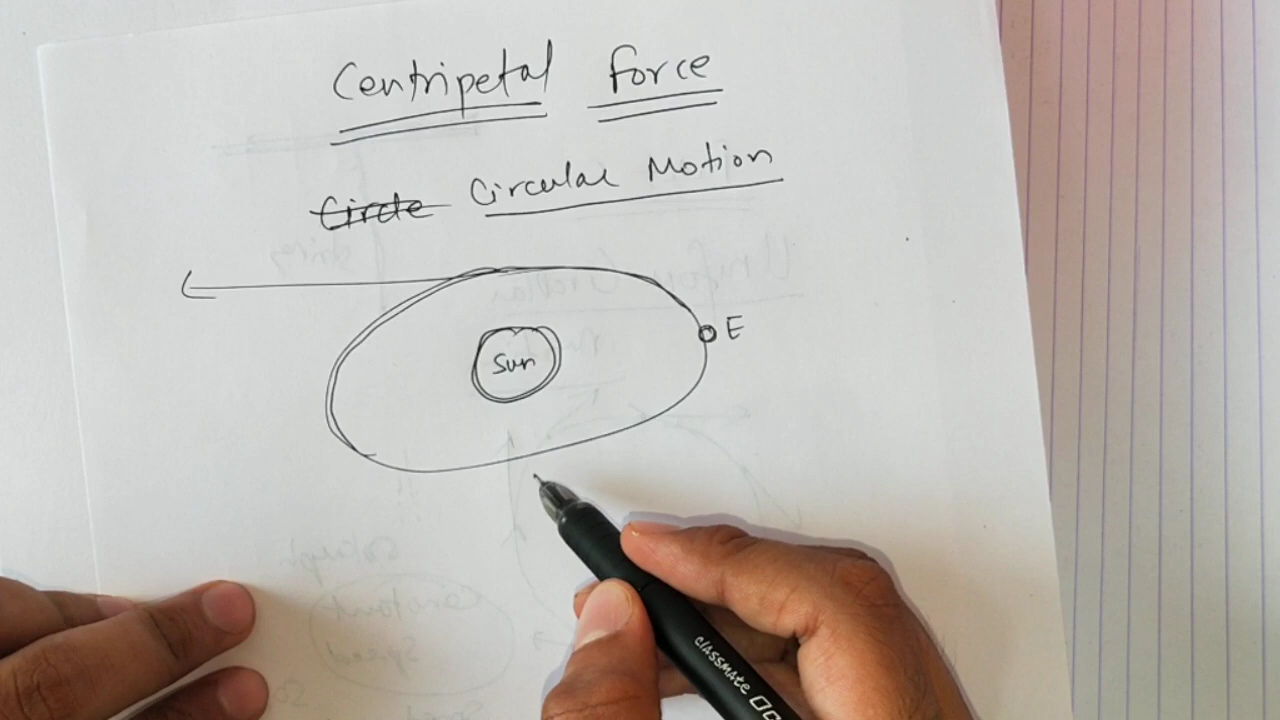 Centripetal Force
Circle Circular Motion
E
Sun
classmate